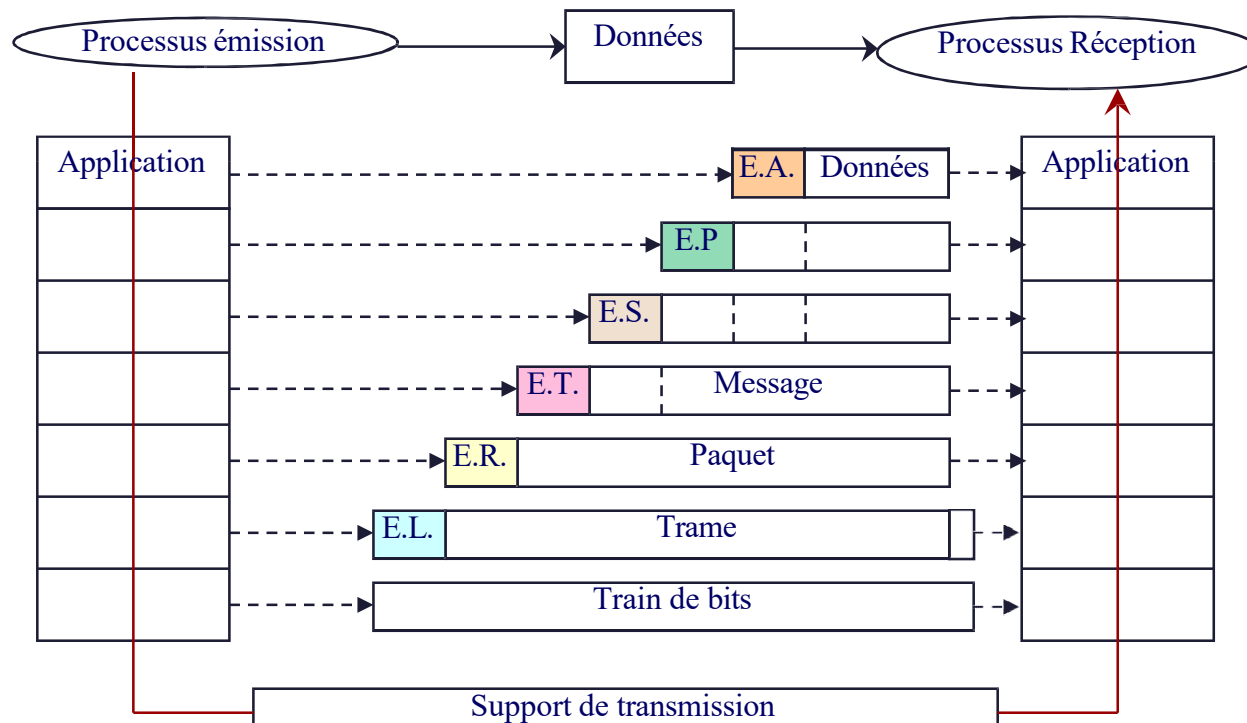 Processus émission
Données
Processus Réception
Application
E.A.
Données
Application
E.P
E.S.
E.T.
Message
E.R.
Paquet
E.L.
Trame
Train de bits
Support de transmission